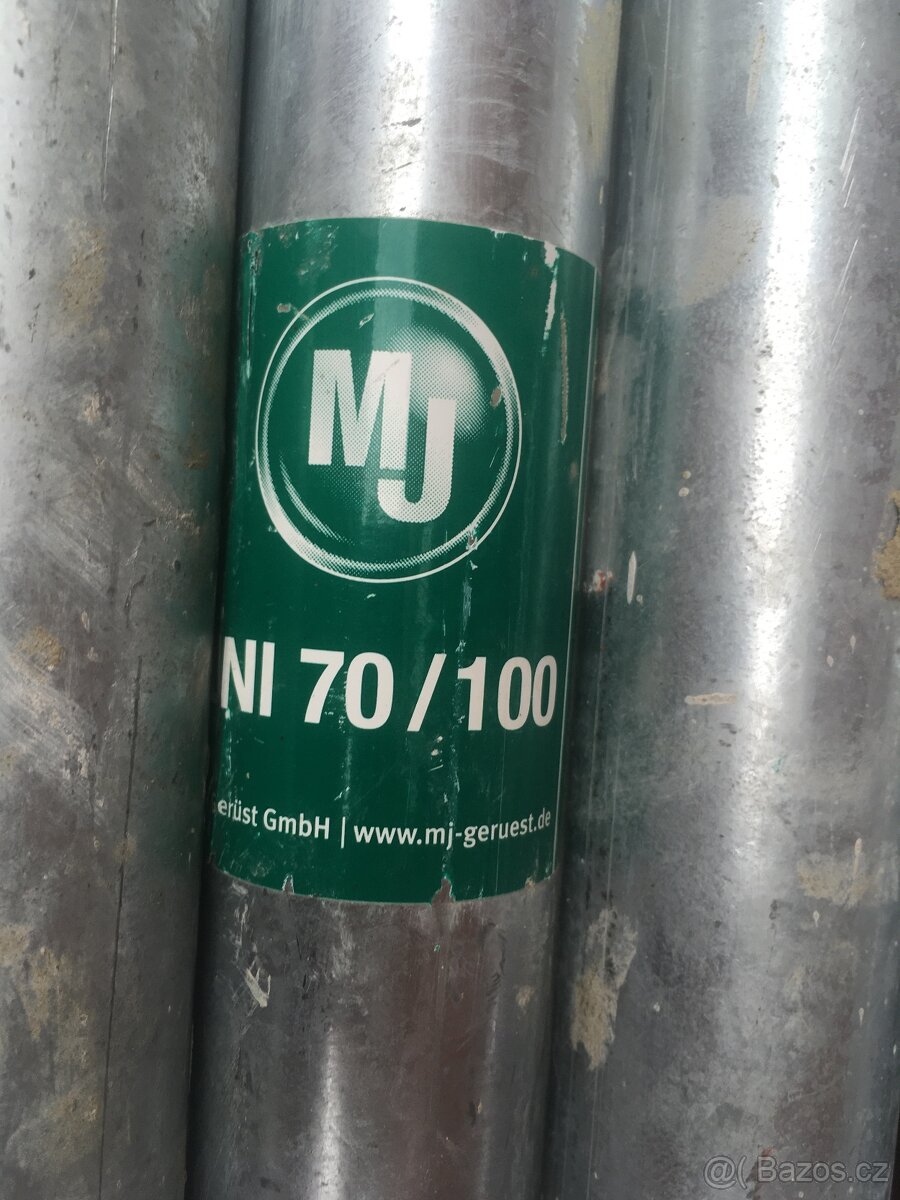 MJ
NI 70/100
erüst GmbH | www.mj-geruest.de
@( Bazos.cz